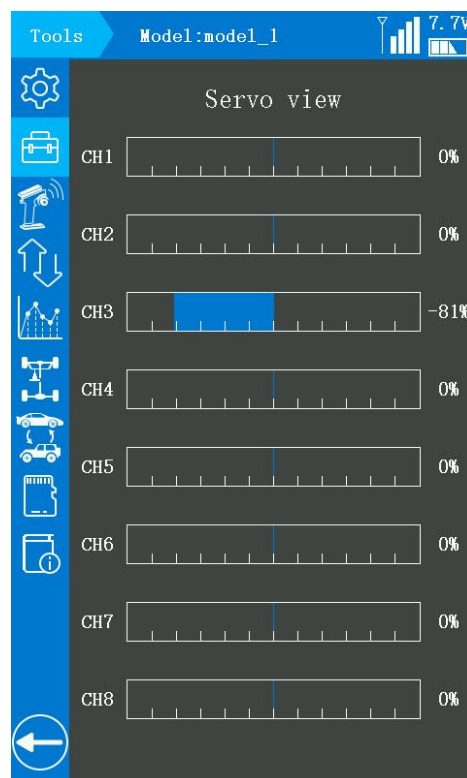 Tools Model:model_1 7.7V
Servo view
CH1 0%
CH2 0%
CH3 -81%
CH4 0%
CH5 0%
CH6 0%
CH7 0%
CH8 0%